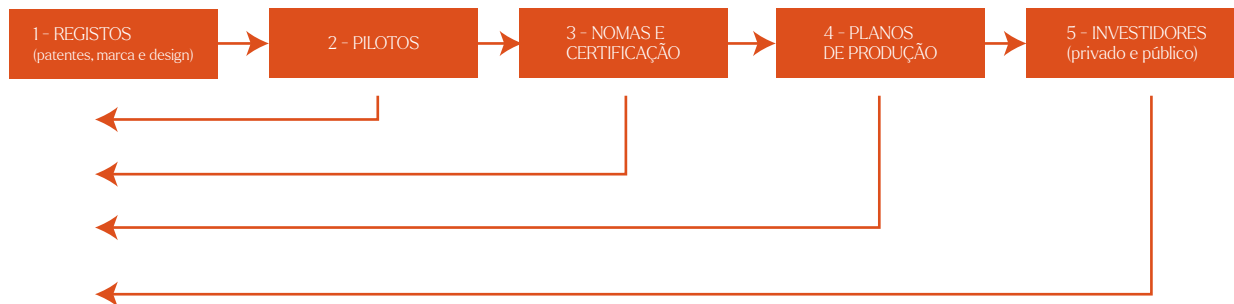 1 - REGISTOS
(patentes, marca e design)
2 - PILOTOS
3 - NOMAS E
CERTIFICAÇÃO
4 - PLANOS
DE PRODUÇÃO
5 - INVESTIDORES
(privado e público)